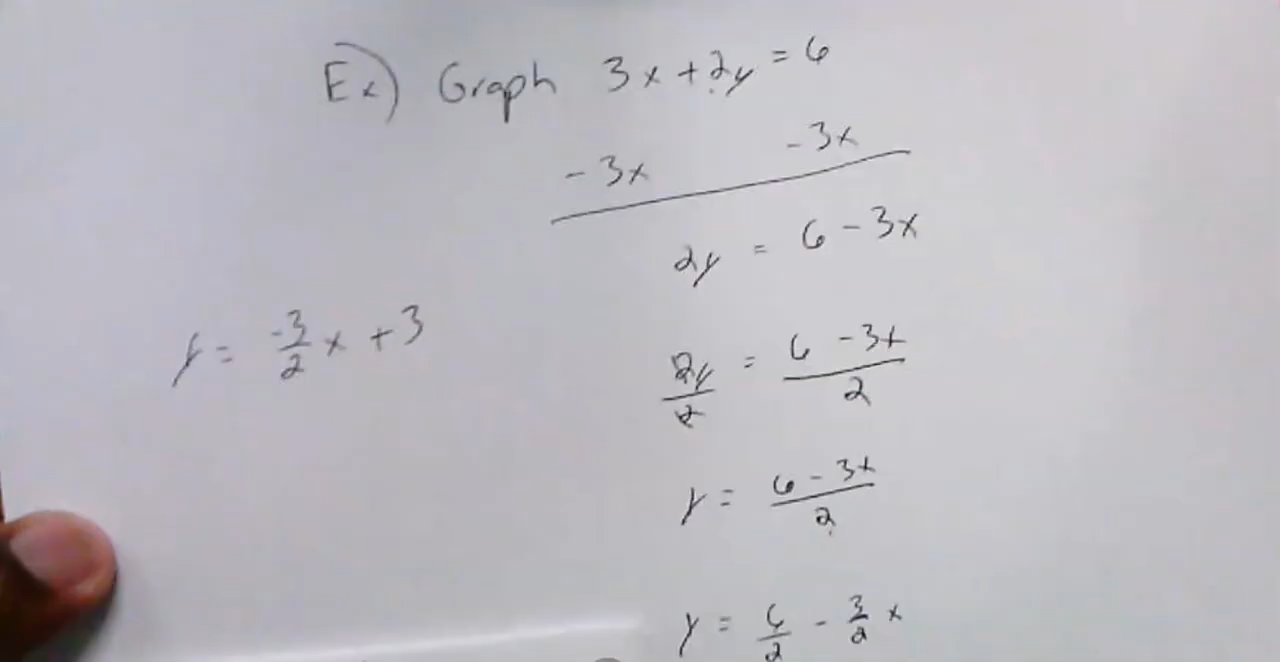 Ex) Graph 3x + 2y = 6
-3x -3x
2y = 6 - 3x
2y/2 = (6 - 3x)/2
y = (6 - 3x)/2
y = 6/2 - 3/2 x
y = -3/2 x + 3